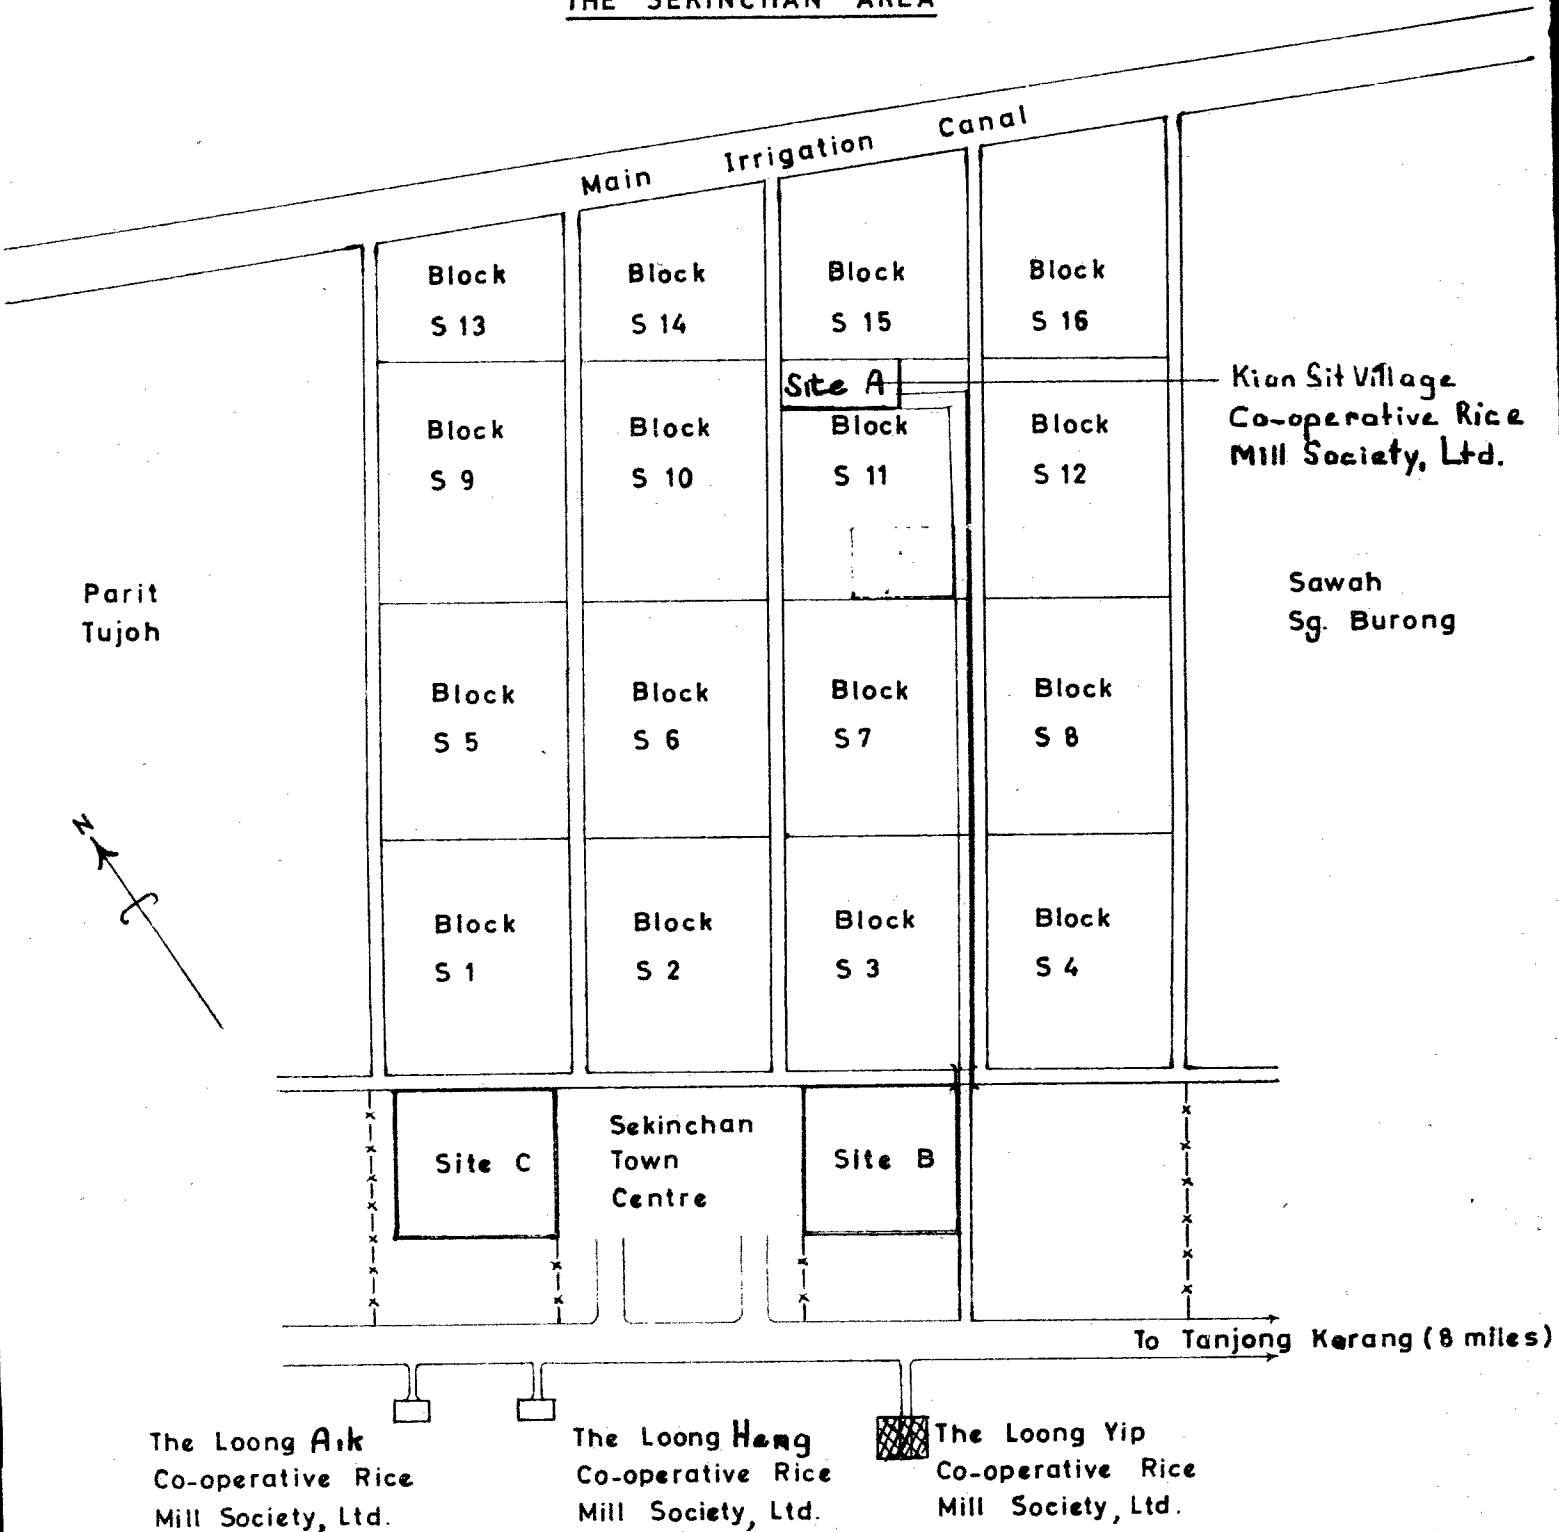 THE SEKINCHAN AREA
Main Irrigation Canal
Block
S 13
Block
S 14
Block
S 15
Block
S 16
Site A
Kian Sit Village
Co-operative Rice
Mill Society, Ltd.
Block
S 9
Block
S 10
Block
S 11
Block
S 12
Parit
Tujoh
Sawah
Sg. Burong
Block
S 5
Block
S 6
Block
S 7
Block
S 8
N
Block
S 1
Block
S 2
Block
S 3
Block
S 4
Site C
Sekinchan
Town
Centre
Site B
To Tanjong Karang (8 miles)
The Loong Aik
Co-operative Rice
Mill Society, Ltd.
The Loong Heng
Co-operative Rice
Mill Society, Ltd.
The Loong Yip
Co-operative Rice
Mill Society, Ltd.